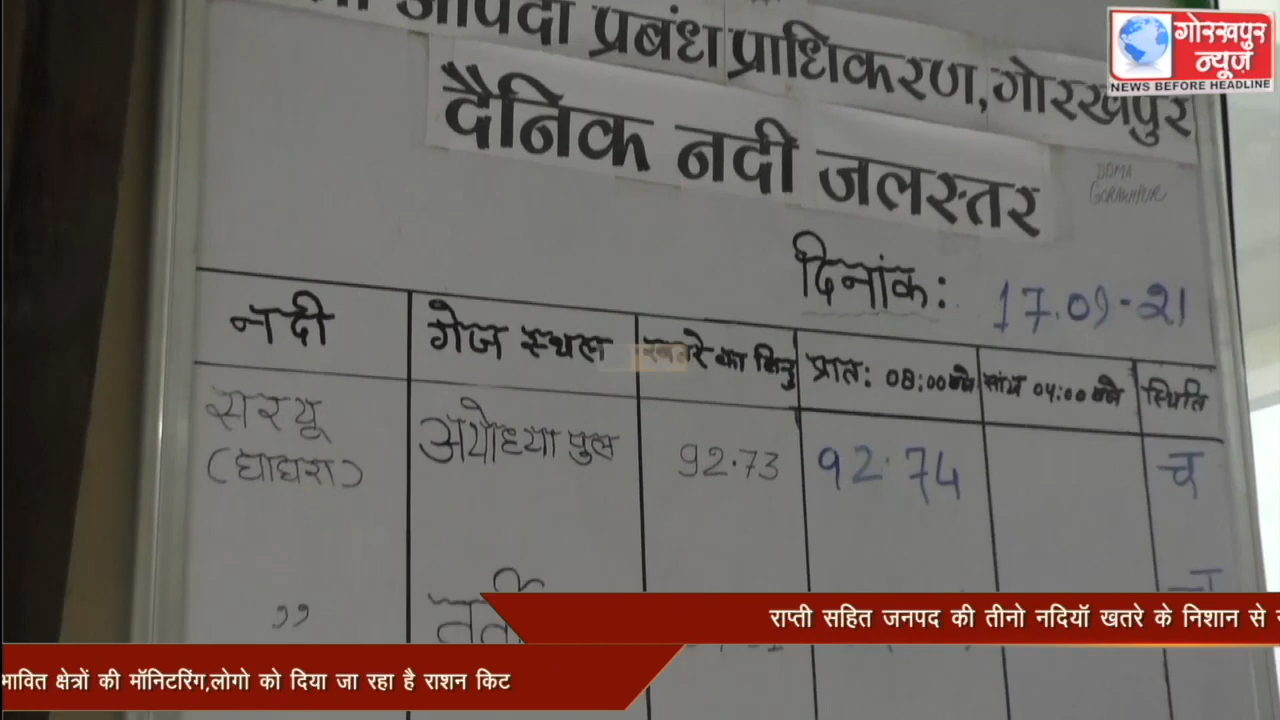 आपदा प्रबंध प्राधिकरण, गोरखपुर
गोरखपुर
न्यूज़
NEWS BEFORE HEADLINE
दैनिक नदी जलस्तर
DDMA
GORAKHPUR
दिनांक: 17.09-21
नदी गेज स्थल खतरे का बिन्दु प्रात: 08:00 बजे सांय 04:00 बजे स्थिति
सरयू अयोध्या पुल 92.73 92.74 च
(घाघरा)
,,
राप्ती सहित जनपद की तीनो नदियॉ खतरे के निशान से
भावित क्षेत्रों की मॉनिटरिंग,लोगो को दिया जा रहा है राशन किट